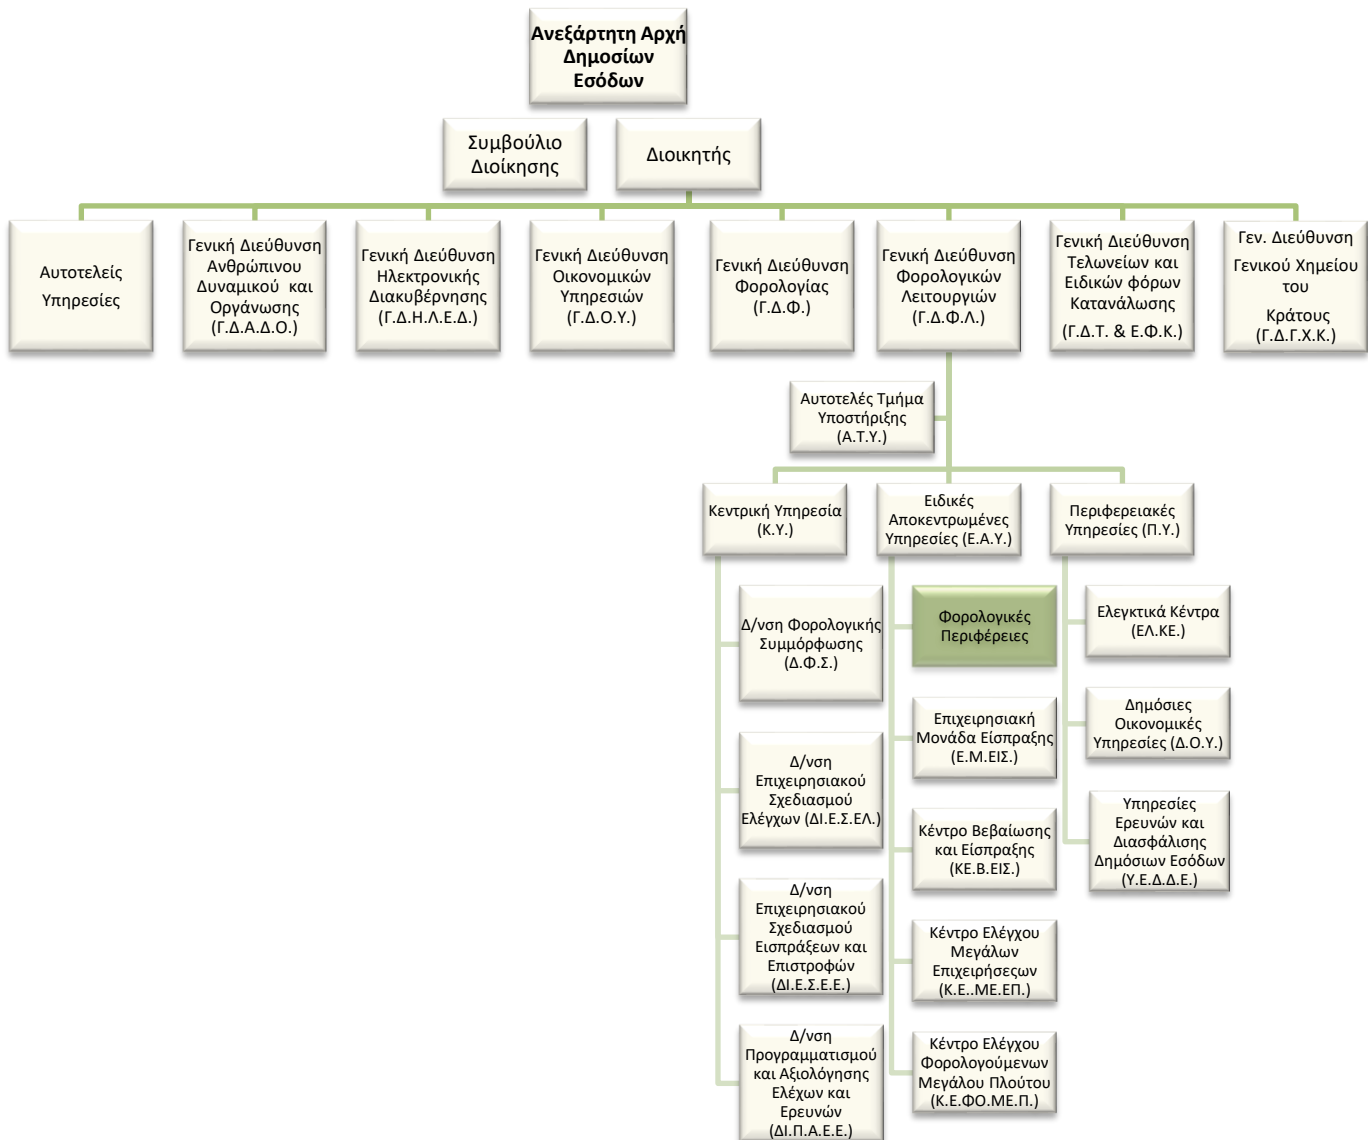 Ανεξάρτητη Αρχή
Δημοσίων
Εσόδων
Συμβούλιο
Διοίκησης
Διοικητής
Αυτοτελείς
Υπηρεσίες
Γενική Διεύθυνση
Ανθρώπινου
Δυναμικού και
Οργάνωσης
(Γ.Δ.Α.Δ.Ο.)
Γενική Διεύθυνση
Ηλεκτρονικής
Διακυβέρνησης
(Γ.Δ.Η.Λ.Ε.Δ.)
Γενική Διεύθυνση
Οικονομικών
Υπηρεσιών
(Γ.Δ.Ο.Υ.)
Γενική Διεύθυνση
Φορολογίας
(Γ.Δ.Φ.)
Γενική Διεύθυνση
Φορολογικών
Λειτουργιών
(Γ.Δ.Φ.Λ.)
Γενική Διεύθυνση
Τελωνείων και
Ειδικών φόρων
Κατανάλωσης
(Γ.Δ.Τ. & Ε.Φ.Κ.)
Γεν. Διεύθυνση
Γενικού Χημείου
του
Κράτους
(Γ.Δ.Γ.Χ.Κ.)
Αυτοτελές Τμήμα
Υποστήριξης
(Α.Τ.Υ.)
Κεντρική Υπηρεσία
(Κ.Υ.)
Ειδικές
Αποκεντρωμένες
Υπηρεσίες (Ε.Α.Υ.)
Περιφερειακές
Υπηρεσίες (Π.Υ.)
Δ/νση Φορολογικής
Συμμόρφωσης
(Δ.Φ.Σ.)
Δ/νση
Επιχειρησιακού
Σχεδιασμού
Ελέγχων (ΔΙ.Ε.Σ.ΕΛ.)
Δ/νση
Επιχειρησιακού
Σχεδιασμού
Εισπράξεων και
Επιστροφών
(ΔΙ.Ε.Σ.Ε.Ε.)
Δ/νση
Προγραμματισμού
και Αξιολόγησης
Ελέχων και
Ερευνών
(ΔΙ.Π.Α.Ε.Ε.)
Φορολογικές
Περιφέρειες
Επιχειρησιακή
Μονάδα Είσπραξης
(Ε.Μ.ΕΙΣ.)
Κέντρο Βεβαίωσης
και Είσπραξης
(ΚΕ.Β.ΕΙΣ.)
Κέντρο Ελέγχου
Μεγάλων
Επιχειρήσεςων
(Κ.Ε..ΜΕ.ΕΠ.)
Κέντρο Ελέγχου
Φορολογούμενων
Μεγάλου Πλούτου
(Κ.Ε.ΦΟ.ΜΕ.Π.)
Ελεγκτικά Κέντρα
(ΕΛ.ΚΕ.)
Δημόσιες
Οικονομικές
Υπηρεσίες (Δ.Ο.Υ.)
Υπηρεσίες
Ερευνών και
Διασφάλισης
Δημόσιων Εσόδων
(Υ.Ε.Δ.Δ.Ε.)